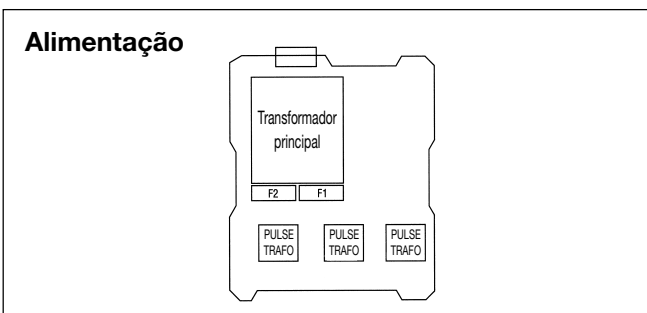 Alimentação
Transformador
principal
F2 F1
PULSE PULSE PULSE
TRAFO TRAFO TRAFO